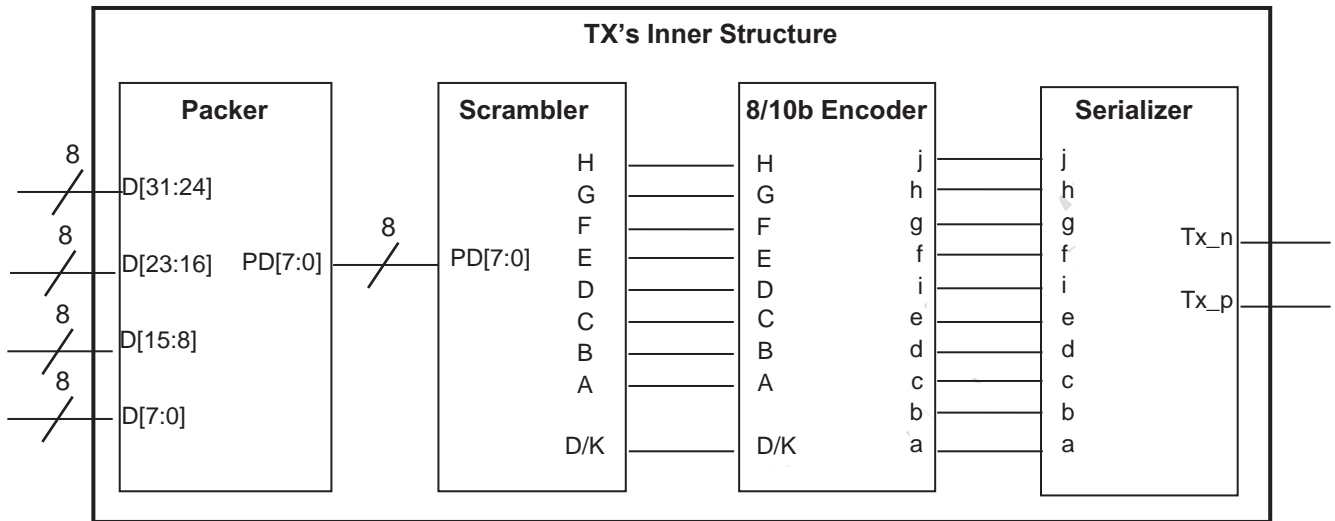 TX's Inner Structure
Packer
8
D[31:24]
8
D[23:16]
8
D[15:8]
8
D[7:0]
PD[7:0]
8
Scrambler
PD[7:0]
H
G
F
E
D
C
B
A
D/K
8/10b Encoder
H
G
F
E
D
C
B
A
D/K
j
h
g
f
i
e
d
c
b
a
Serializer
j
h
g
f
i
e
d
c
b
a
Tx_n
Tx_p